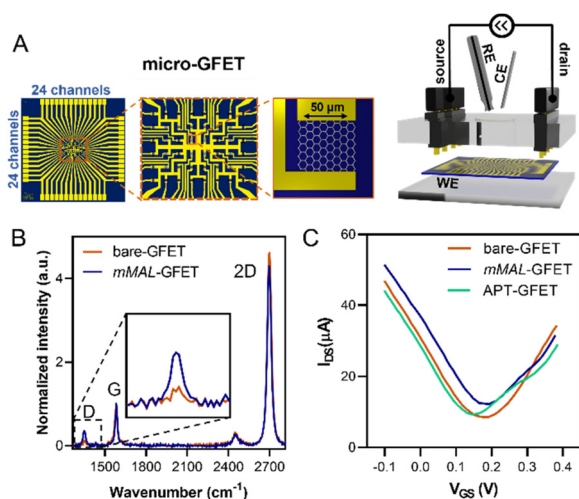 A
micro-GFET
24 channels
24 channels
50 µm
source
RE
CE
drain
WE
B
bare-GFET
mMAL-GFET
2D
G
D
Normalized intensity (a.u.)
4
2
0
1500 1800 2100 2400 2700
Wavenumber (cm⁻¹)
C
bare-GFET
mMAL-GFET
APT-GFET
I_DS(µA)
60
40
20
0
-0.1 0.0 0.1 0.2 0.3 0.4
V_GS (V)